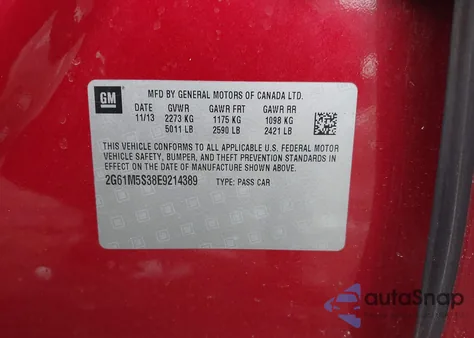 GM
MFD BY GENERAL MOTORS OF CANADA LTD.
DATE GVWR GAWR FRT GAWR RR
11/13 2273 KG 1175 KG 1098 KG
5011 LB 2590 LB 2421 LB
THIS VEHICLE CONFORMS TO ALL APPLICABLE U.S. FEDERAL MOTOR
VEHICLE SAFETY, BUMPER, AND THEFT PREVENTION STANDARDS IN
EFFECT ON THE DATE OF MANUFACTURE SHOWN ABOVE.
2G61M5S38E9214389 TYPE: PASS CAR
autoSnap